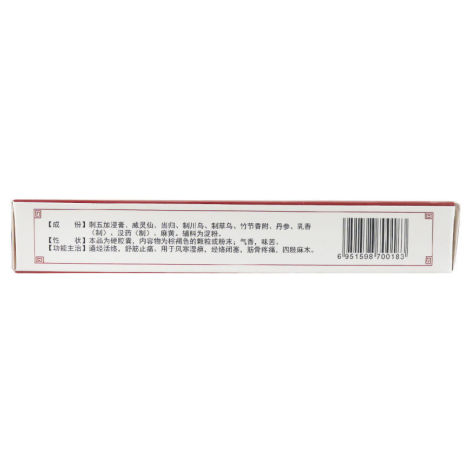 【成　份】刺五加浸膏、威灵仙、当归、制川乌、制草乌、竹节香附、丹参、乳香
（制）、没药（制）、麻黄。辅料为淀粉。
【性　状】本品为硬胶囊，内容物为棕褐色的颗粒或粉末；气香，味苦。
【功能主治】通经活络，舒筋止痛。用于风寒湿痹，经络闭塞，筋骨疼痛，四肢麻木。
6 951598 700183